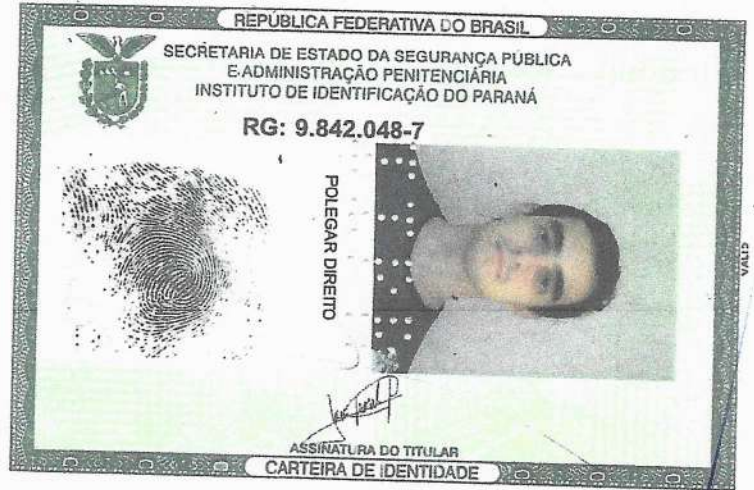 REPÚBLICA FEDERATIVA DO BRASIL
SECRETARIA DE ESTADO DA SEGURANÇA PÚBLICA
E ADMINISTRAÇÃO PENITENCIÁRIA
INSTITUTO DE IDENTIFICAÇÃO DO PARANÁ
RG: 9.842.048-7
POLEGAR DIREITO
ASSINATURA DO TITULAR
CARTEIRA DE IDENTIDADE